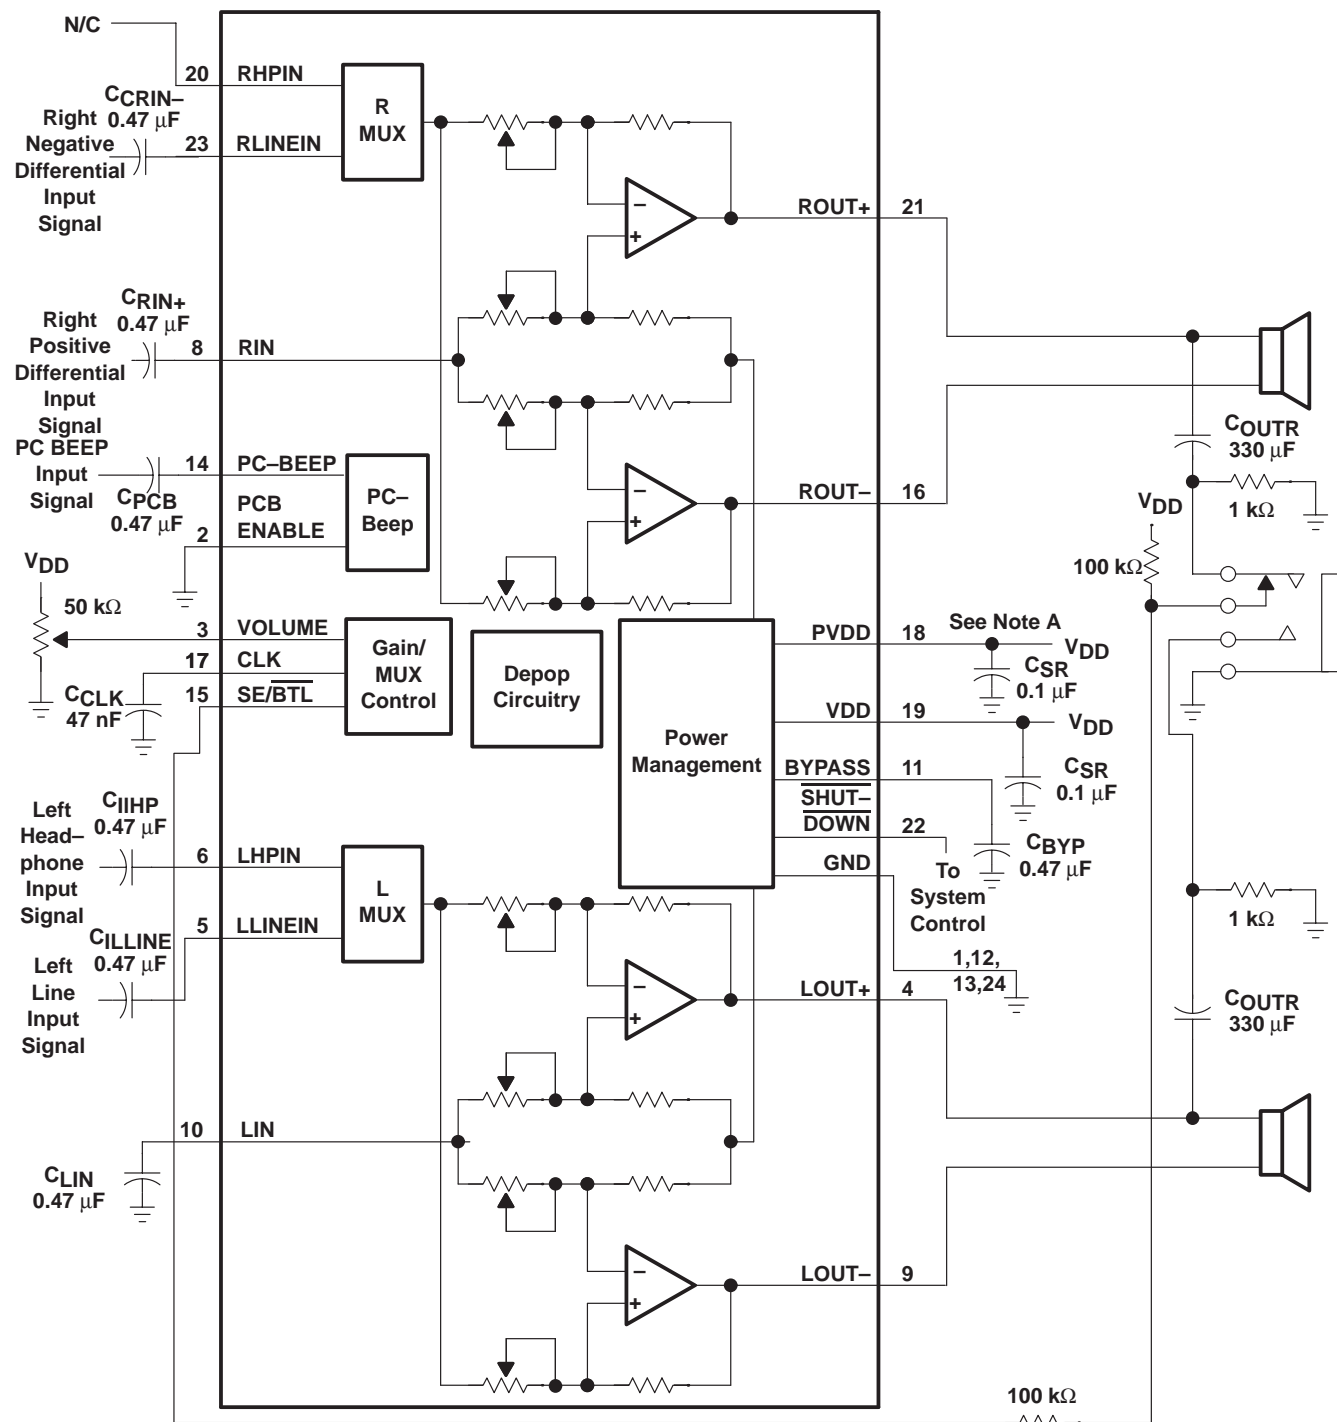 N/C
20 RHPIN
CCRIN–
0.47 μF
Right
Negative
Differential
Input
Signal
23 RLINEIN
R
MUX
ROUT+ 21
CRIN+
0.47 μF
Right
Positive
Differential
Input
Signal
8 RIN
PC BEEP
Input
Signal
14 PC–BEEP
CPCB
0.47 μF
PCB
ENABLE
2
PC–
Beep
ROUT– 16
COUTR
330 μF
1 kΩ
VDD
100 kΩ
VDD
50 kΩ
3 VOLUME
17 CLK
15 SE/BTL
CCLK
47 nF
Gain/
MUX
Control
Depop
Circuitry
Power
Management
PVDD 18
See Note A
VDD
CSR
0.1 μF
VDD 19
VDD
CSR
0.1 μF
BYPASS 11
SHUT–
DOWN 22
CBYP
0.47 μF
To
System
Control
GND
1,12,
13,24
Left
Head–
phone
Input
Signal
CIIHP
0.47 μF
6 LHPIN
5 LLINEIN
CILLINE
0.47 μF
Left
Line
Input
Signal
L
MUX
LOUT+ 4
1 kΩ
COUTR
330 μF
10 LIN
CLIN
0.47 μF
LOUT– 9
100 kΩ